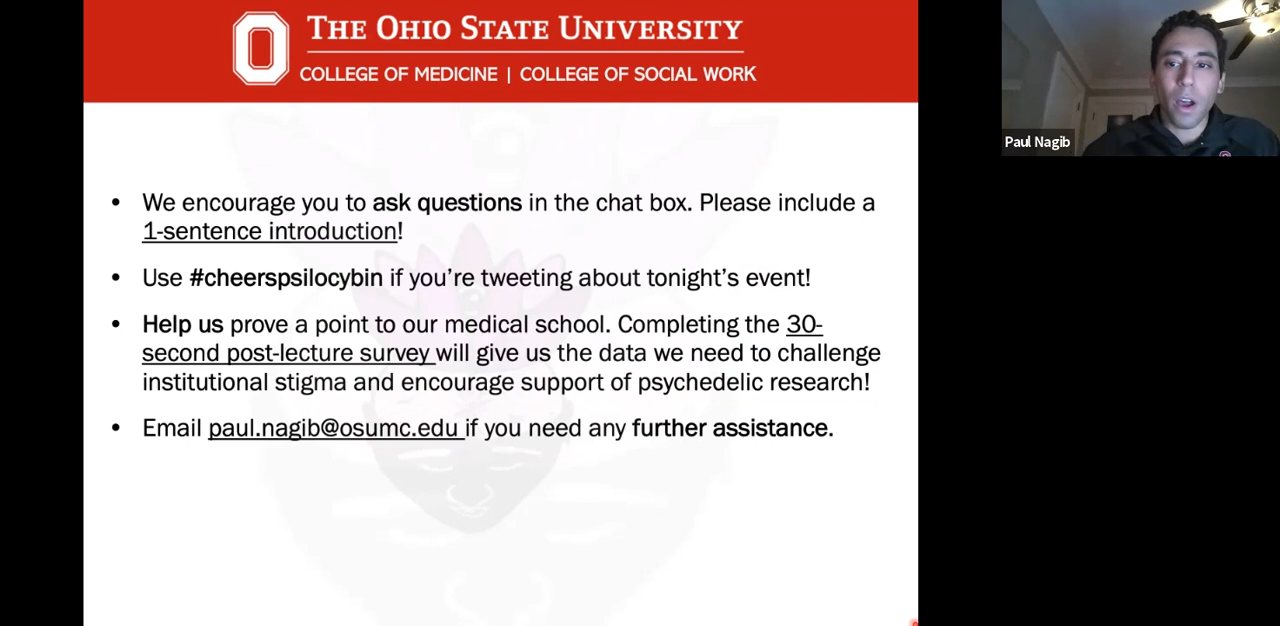 THE OHIO STATE UNIVERSITY
COLLEGE OF MEDICINE | COLLEGE OF SOCIAL WORK
Paul Nagib
• We encourage you to ask questions in the chat box. Please include a
1-sentence introduction!
• Use #cheerspsilocybin if you're tweeting about tonight's event!
• Help us prove a point to our medical school. Completing the 30-
second post-lecture survey will give us the data we need to challenge
institutional stigma and encourage support of psychedelic research!
• Email paul.nagib@osumc.edu if you need any further assistance.